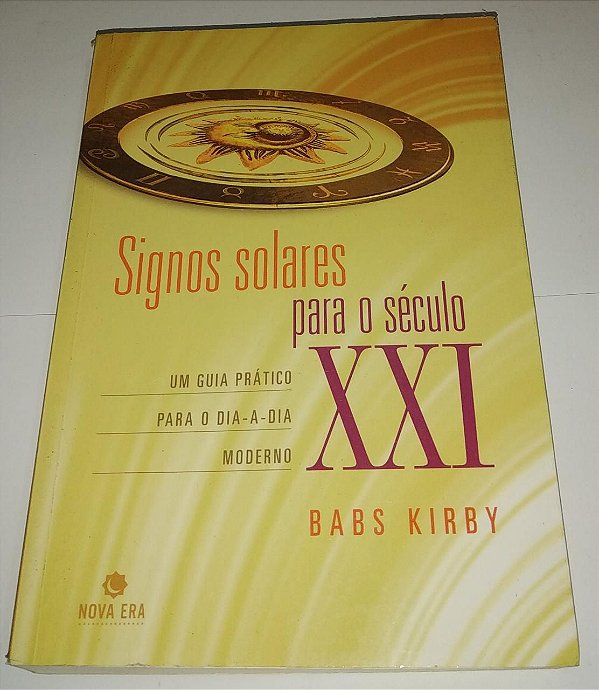 Signos solares
para o século
XXI
UM GUIA PRÁTICO
PARA O DIA-A-DIA
MODERNO
BABS KIRBY
NOVA ERA